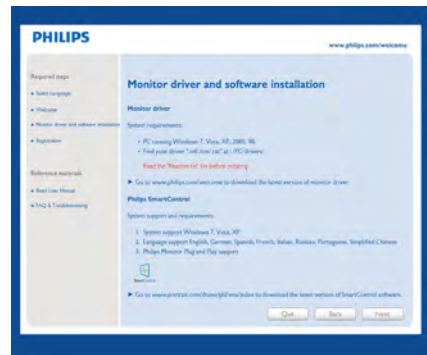 PHILIPS
www.philips.com/welcome
Required steps
Select Language
Welcome
Monitor driver and software installation
Registration
Reference materials
Read User Manual
FAQ & Troubleshooting
Monitor driver and software installation
Monitor driver
System requirements:
• PC running Windows 7, Vista, XP, 2000, 98.
• Find your driver ".inf/.icm/.cat" at : /PC/drivers/
Read the "Readme.txt" file before installing.
Go to www.philips.com/welcome to download the latest version of monitor driver.
Philips SmartControl
System support and requirements:
1. System support Windows 7, Vista, XP
2. Language support English, German, Spanish, French, Italian, Russian, Portuguese, Simplified Chinese
3. Philips Monitor Plug and Play support
SmartControl
Go to www.portrait.com/dtune/phl/enu/index to download the latest version of SmartControl software.
Quit
Back
Next